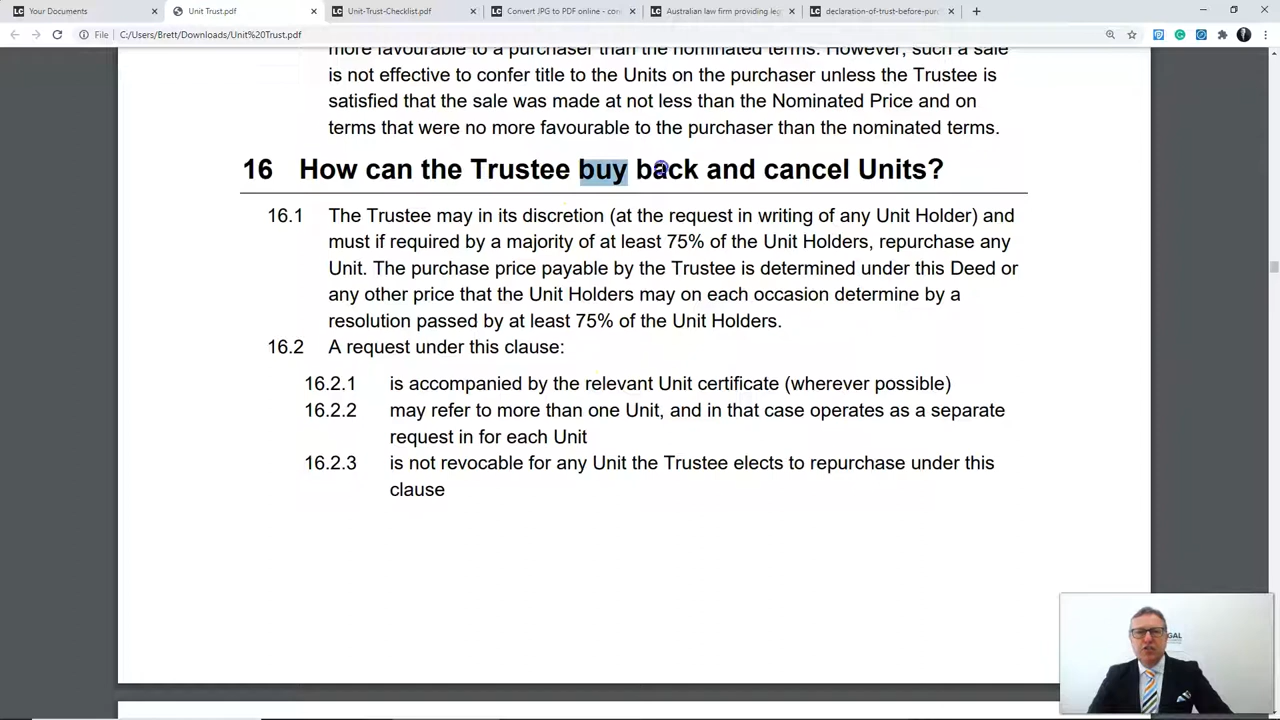 Your Documents
Unit Trust.pdf
Unit-Trust-Checklist.pdf
Convert JPG to PDF online - con
Australian law firm providing leg
declaration-of-trust-before-pur
File
C:/Users/Brett/Downloads/Unit%20Trust.pdf
more favourable to a purchaser than the nominated terms. However, such a sale
is not effective to confer title to the Units on the purchaser unless the Trustee is
satisfied that the sale was made at not less than the Nominated Price and on
terms that were no more favourable to the purchaser than the nominated terms.
16 How can the Trustee buy back and cancel Units?
16.1 The Trustee may in its discretion (at the request in writing of any Unit Holder) and
must if required by a majority of at least 75% of the Unit Holders, repurchase any
Unit. The purchase price payable by the Trustee is determined under this Deed or
any other price that the Unit Holders may on each occasion determine by a
resolution passed by at least 75% of the Unit Holders.
16.2 A request under this clause:
16.2.1 is accompanied by the relevant Unit certificate (wherever possible)
16.2.2 may refer to more than one Unit, and in that case operates as a separate
request in for each Unit
16.2.3 is not revocable for any Unit the Trustee elects to repurchase under this
clause
GAL